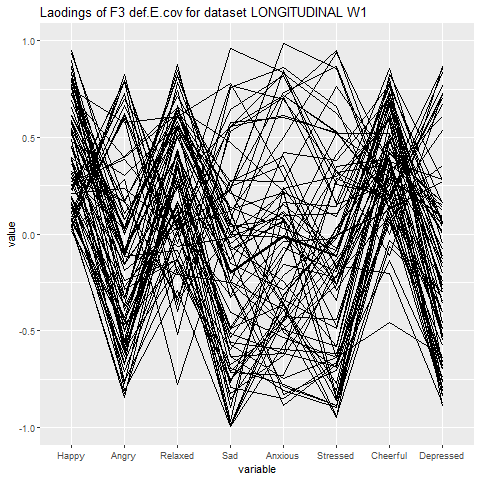 Laodings of F3 def.E.cov for dataset LONGITUDINAL W1
1.0
0.5
0.0
-0.5
-1.0
value
Happy Angry Relaxed Sad Anxious Stressed Cheerful Depressed
variable